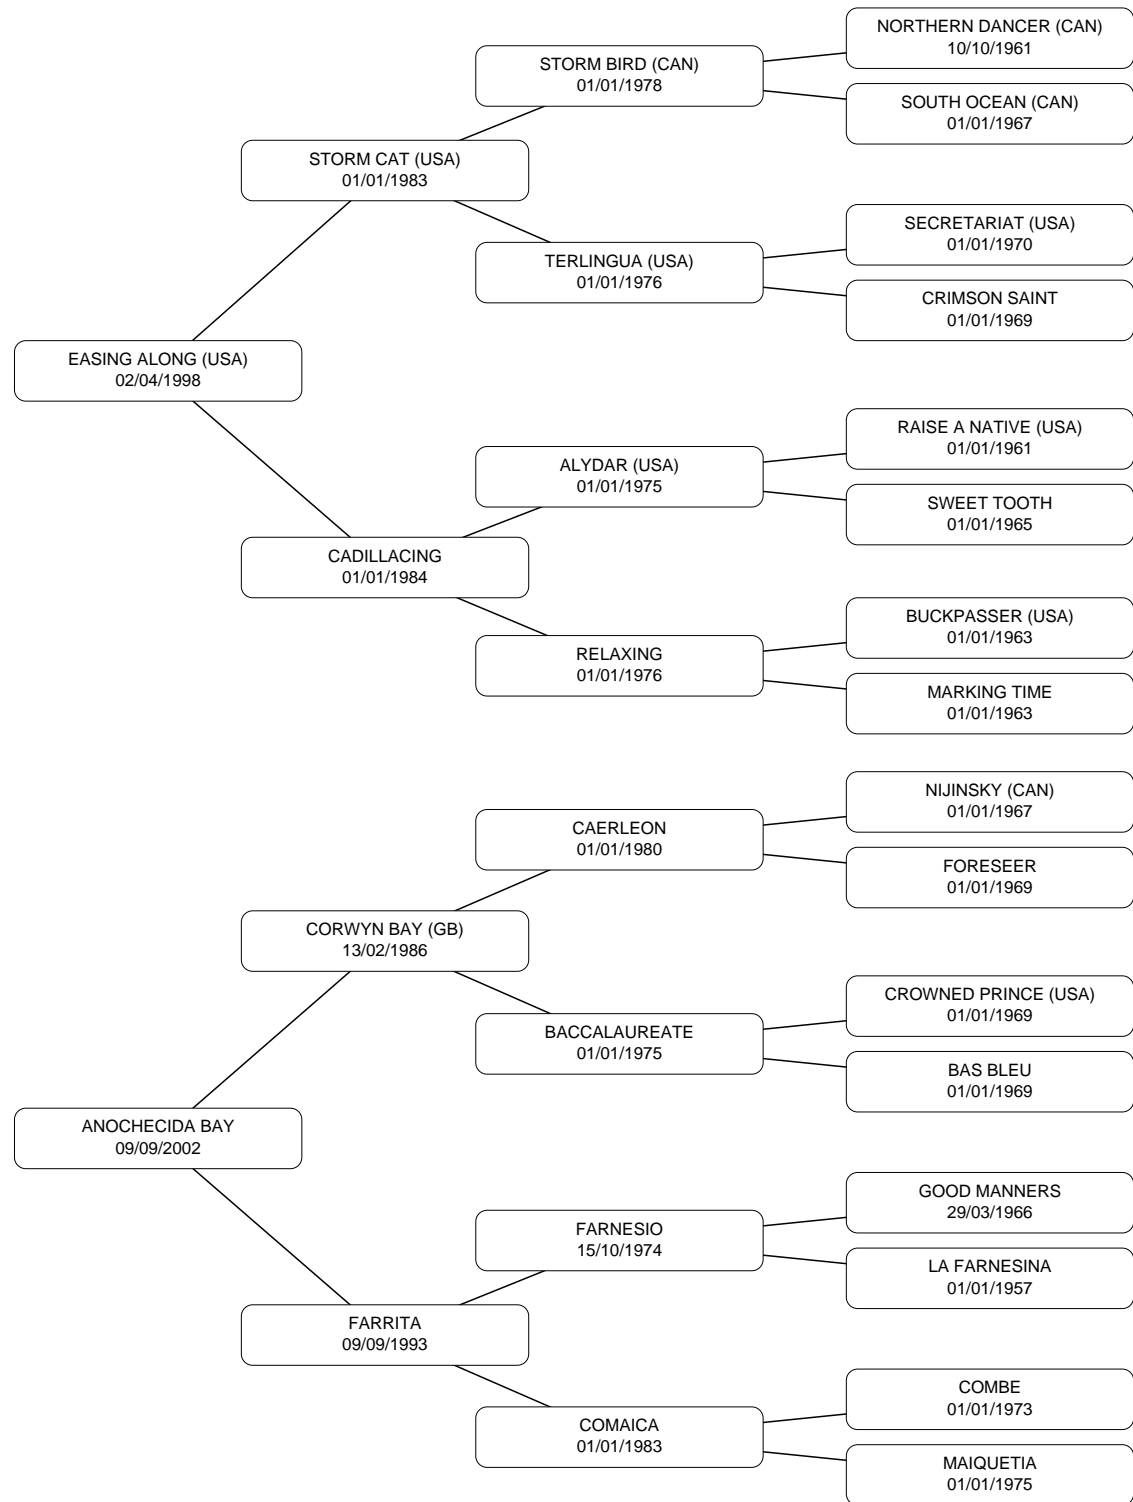 NORTHERN DANCER (CAN)
10/10/1961
STORM BIRD (CAN)
01/01/1978
SOUTH OCEAN (CAN)
01/01/1967
STORM CAT (USA)
01/01/1983
SECRETARIAT (USA)
01/01/1970
TERLINGUA (USA)
01/01/1976
CRIMSON SAINT
01/01/1969
EASING ALONG (USA)
02/04/1998
RAISE A NATIVE (USA)
01/01/1961
ALYDAR (USA)
01/01/1975
SWEET TOOTH
01/01/1965
CADILLACING
01/01/1984
BUCKPASSER (USA)
01/01/1963
RELAXING
01/01/1976
MARKING TIME
01/01/1963
NIJINSKY (CAN)
01/01/1967
CAERLEON
01/01/1980
FORESEER
01/01/1969
CORWYN BAY (GB)
13/02/1986
CROWNED PRINCE (USA)
01/01/1969
BACCALAUREATE
01/01/1975
BAS BLEU
01/01/1969
ANOCHECIDA BAY
09/09/2002
GOOD MANNERS
29/03/1966
FARNESIO
15/10/1974
LA FARNESINA
01/01/1957
FARRITA
09/09/1993
COMBE
01/01/1973
COMAICA
01/01/1983
MAIQUETIA
01/01/1975